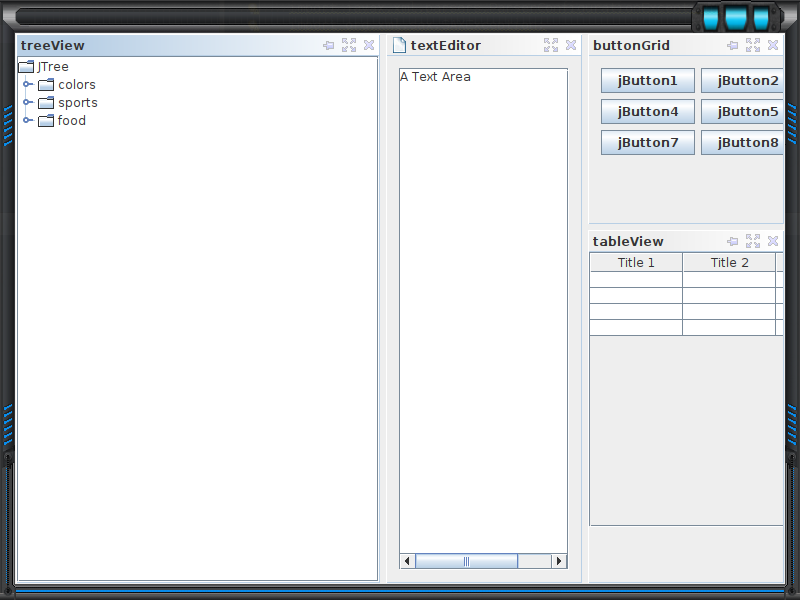 treeView
JTree
colors
sports
food
textEditor
A Text Area
buttonGrid
jButton1 jButton2
jButton4 jButton5
jButton7 jButton8
tableView
Title 1 Title 2